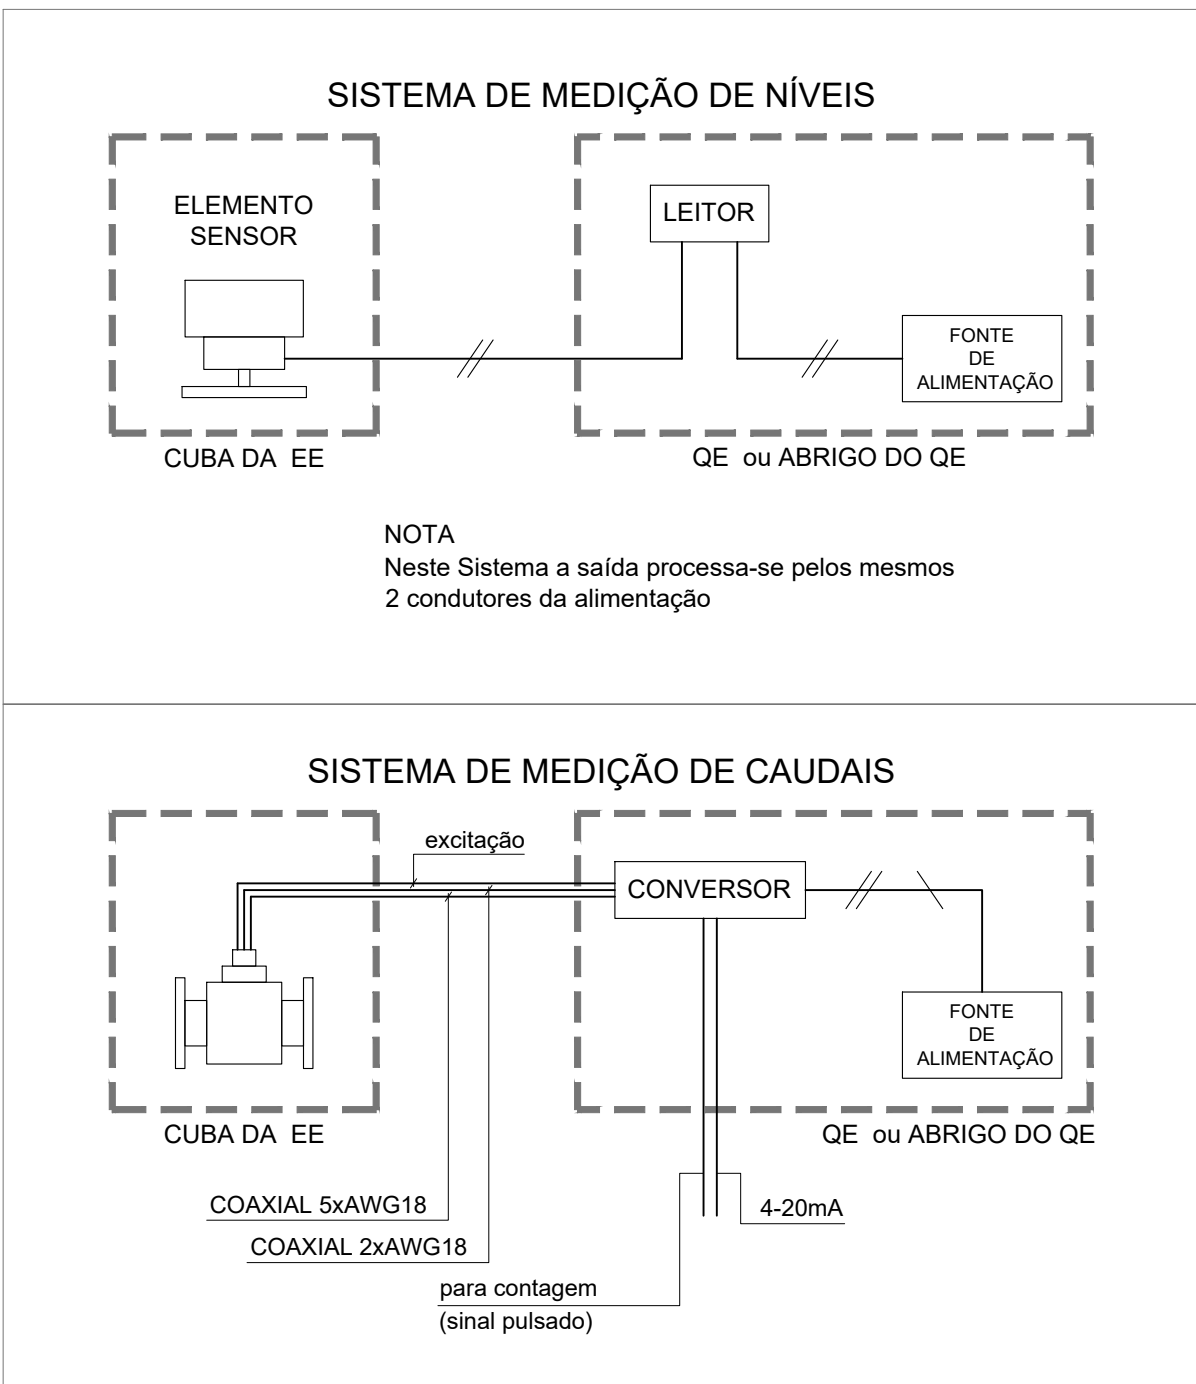 SISTEMA DE MEDIÇÃO DE NÍVEIS
ELEMENTO
SENSOR
LEITOR
FONTE
DE
ALIMENTAÇÃO
CUBA DA EE
QE ou ABRIGO DO QE
NOTA
Neste Sistema a saída processa-se pelos mesmos
2 condutores da alimentação
SISTEMA DE MEDIÇÃO DE CAUDAIS
excitação
CONVERSOR
FONTE
DE
ALIMENTAÇÃO
CUBA DA EE
QE ou ABRIGO DO QE
COAXIAL 5xAWG18
4-20mA
COAXIAL 2xAWG18
para contagem
(sinal pulsado)